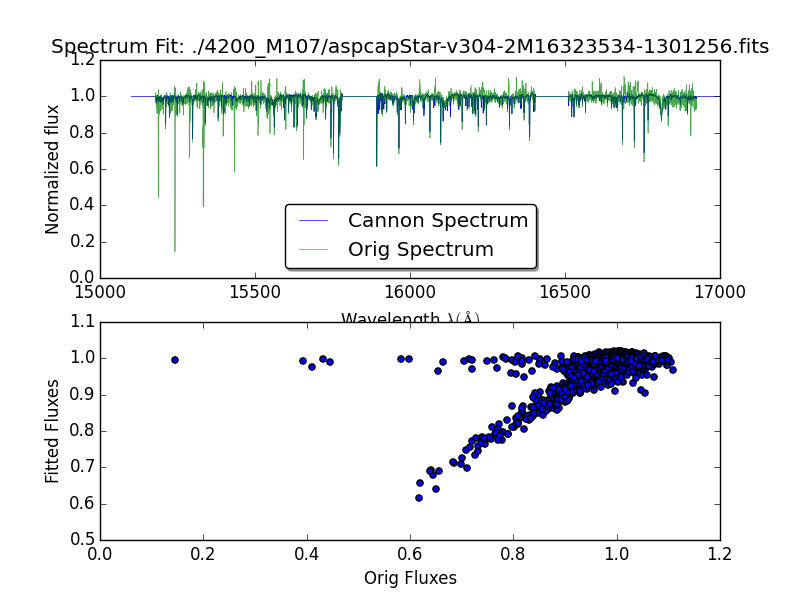 Spectrum Fit: ./4200_M107/aspcapStar-v304-2M16323534-1301256.fits
1.2
1.0
0.8
0.6
0.4
0.2
0.0
Normalized flux
Cannon Spectrum
Orig Spectrum
15000 15500 16000 16500 17000
Wavelength λ(Å)
1.1
1.0
0.9
0.8
0.7
0.6
0.5
Fitted Fluxes
0.0 0.2 0.4 0.6 0.8 1.0 1.2
Orig Fluxes